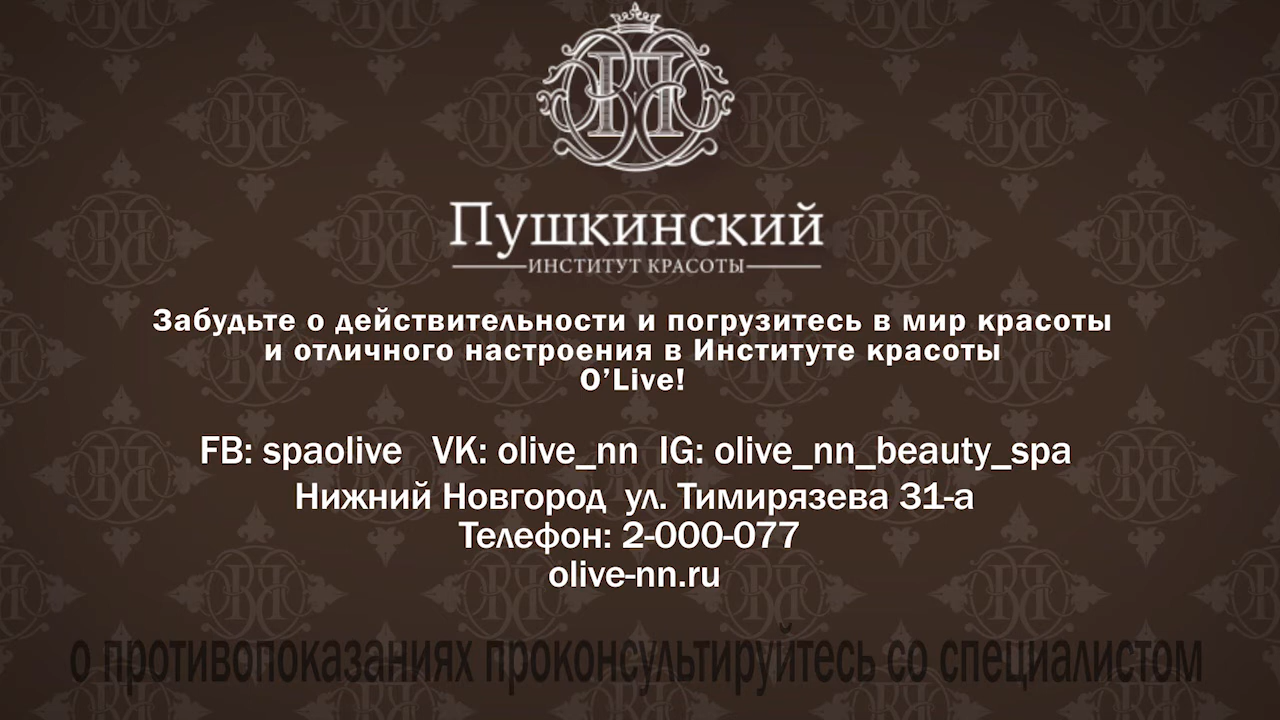 Пушкинский
ИНСТИТУТ КРАСОТЫ
Забудьте о действительности и погрузитесь в мир красоты
и отличного настроения в Институте красоты
O’Live!
FB: spaolive VK: olive_nn IG: olive_nn_beauty_spa
Нижний Новгород ул. Тимирязева 31-а
Телефон: 2-000-077
olive-nn.ru
о противопоказаниях проконсультируйтесь со специалистом